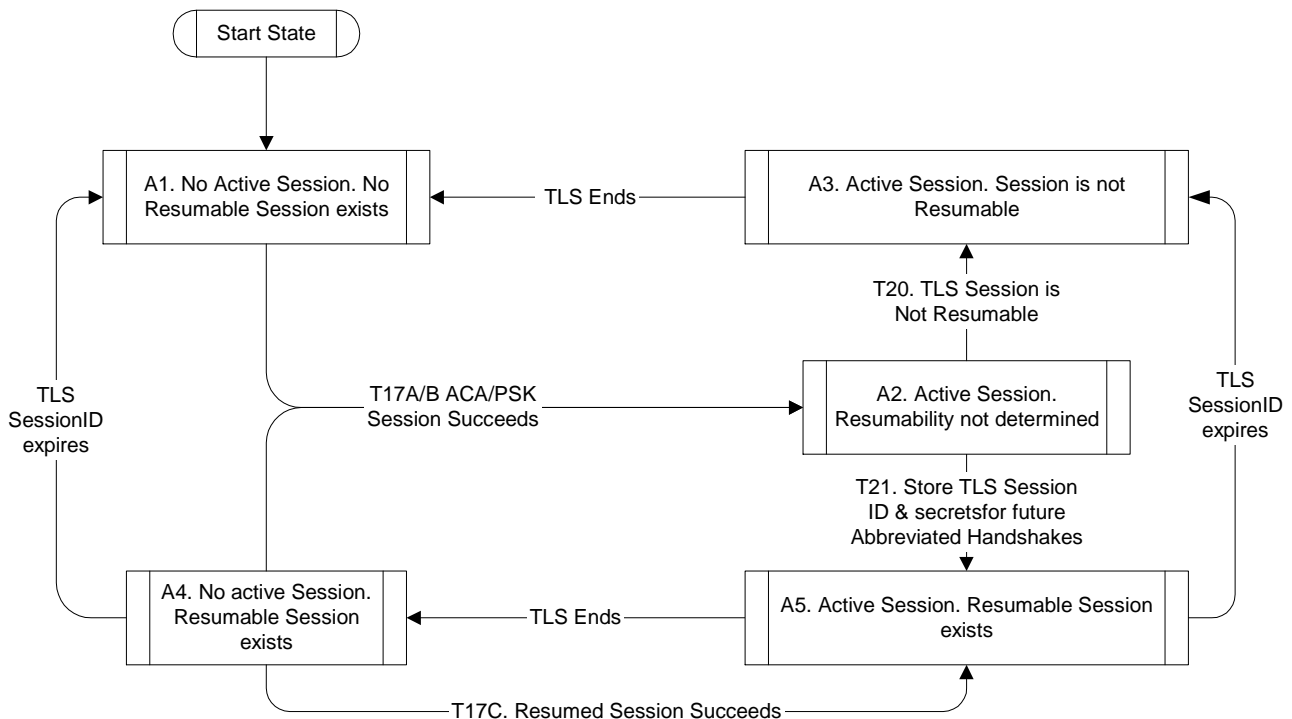 Start State
A1. No Active Session. No
Resumable Session exists
TLS Ends
A3. Active Session. Session is not
Resumable
T20. TLS Session is
Not Resumable
TLS
SessionID
expires
T17A/B ACA/PSK
Session Succeeds
A2. Active Session.
Resumability not determined
TLS
SessionID
expires
T21. Store TLS Session
ID & secretsfor future
Abbreviated Handshakes
A4. No active Session.
Resumable Session
exists
TLS Ends
A5. Active Session. Resumable Session
exists
T17C. Resumed Session Succeeds